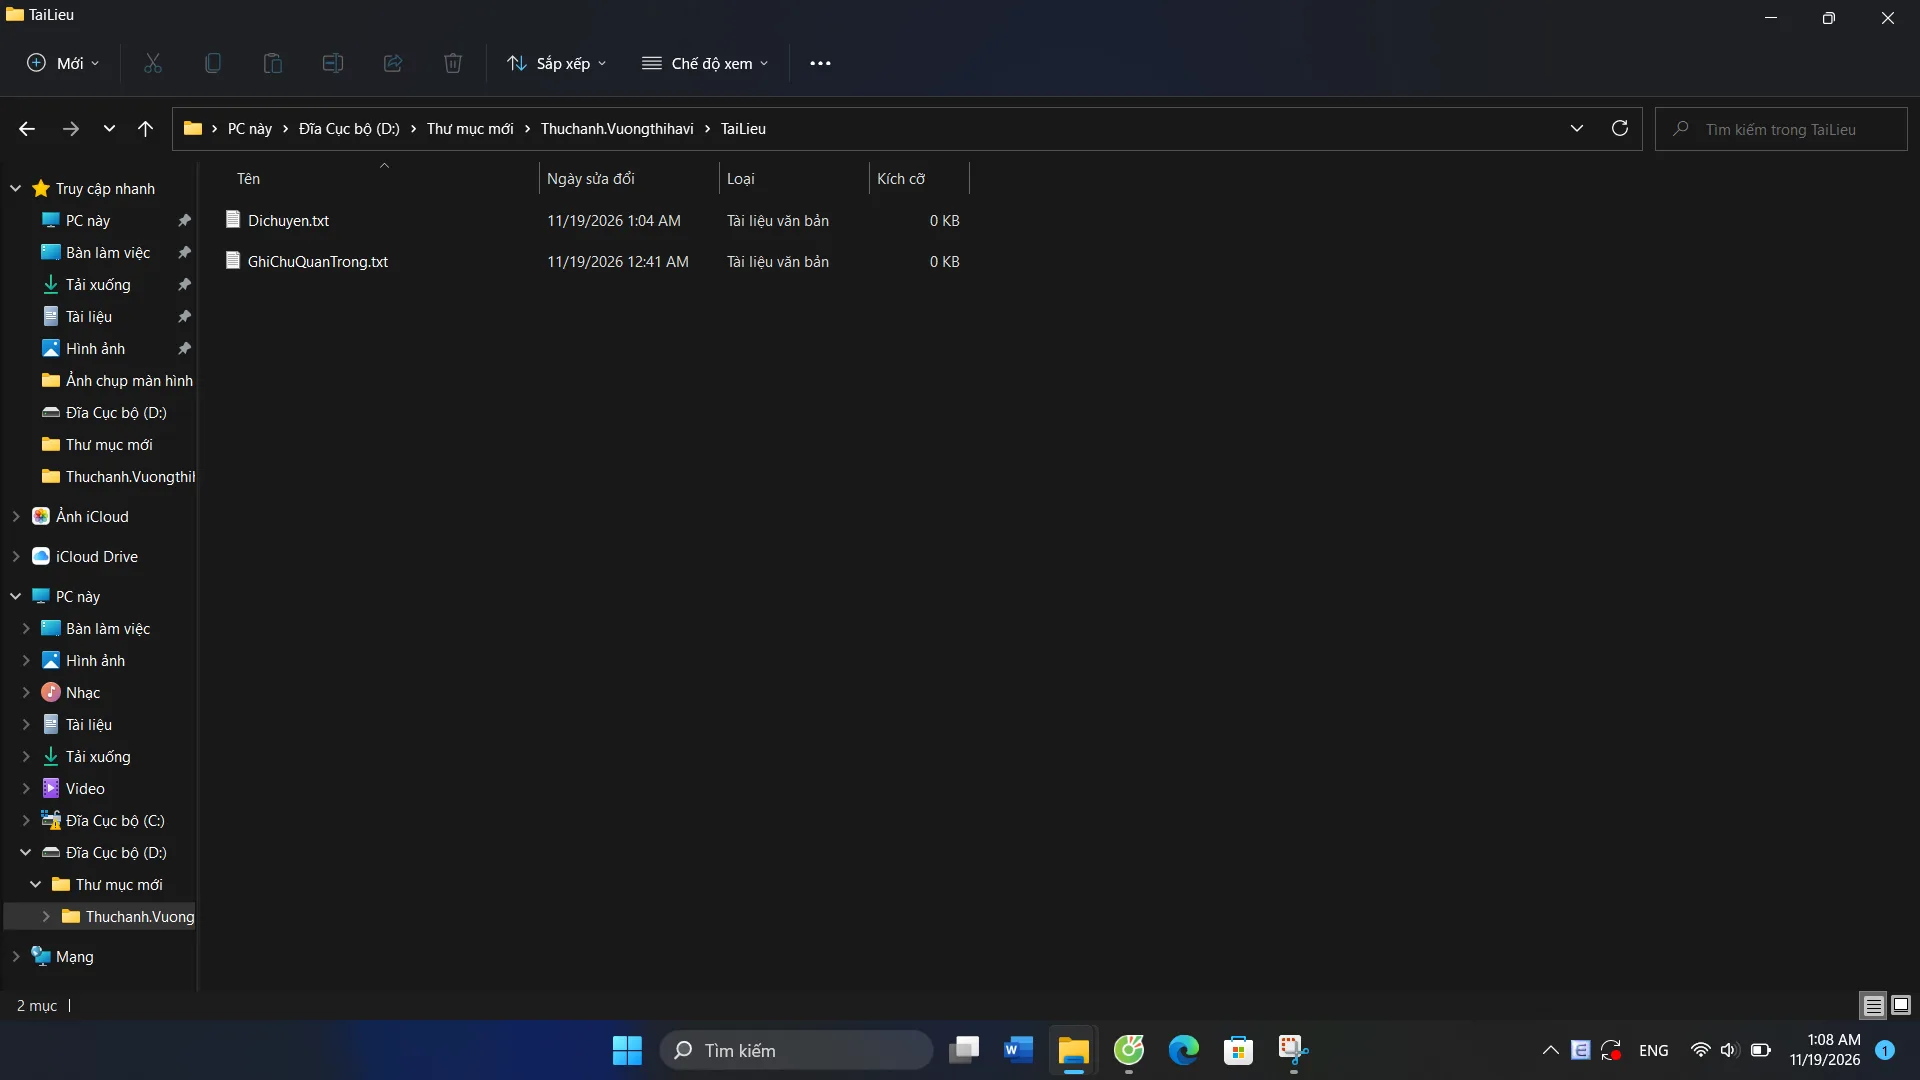 TaiLieu
Mới
Sắp xếp
Chế độ xem
PC này
Đĩa Cục bộ (D:)
Thư mục mới
Thuchanh.Vuongthihavi
TaiLieu
Tìm kiếm trong TaiLieu
Tên
Ngày sửa đổi
Loại
Kích cỡ
Dichuyen.txt
11/19/2026 1:04 AM
Tài liệu văn bản
0 KB
GhiChuQuanTrong.txt
11/19/2026 12:41 AM
Tài liệu văn bản
0 KB
Truy cập nhanh
PC này
Bàn làm việc
Tải xuống
Tài liệu
Hình ảnh
Ảnh chụp màn hình
Đĩa Cục bộ (D:)
Thư mục mới
Thuchanh.Vuongthih
Ảnh iCloud
iCloud Drive
PC này
Bàn làm việc
Hình ảnh
Nhạc
Tài liệu
Tải xuống
Video
Đĩa Cục bộ (C:)
Đĩa Cục bộ (D:)
Thư mục mới
Thuchanh.Vuong
Mạng
2 mục
Tìm kiếm
ENG
1:08 AM
11/19/2026
1